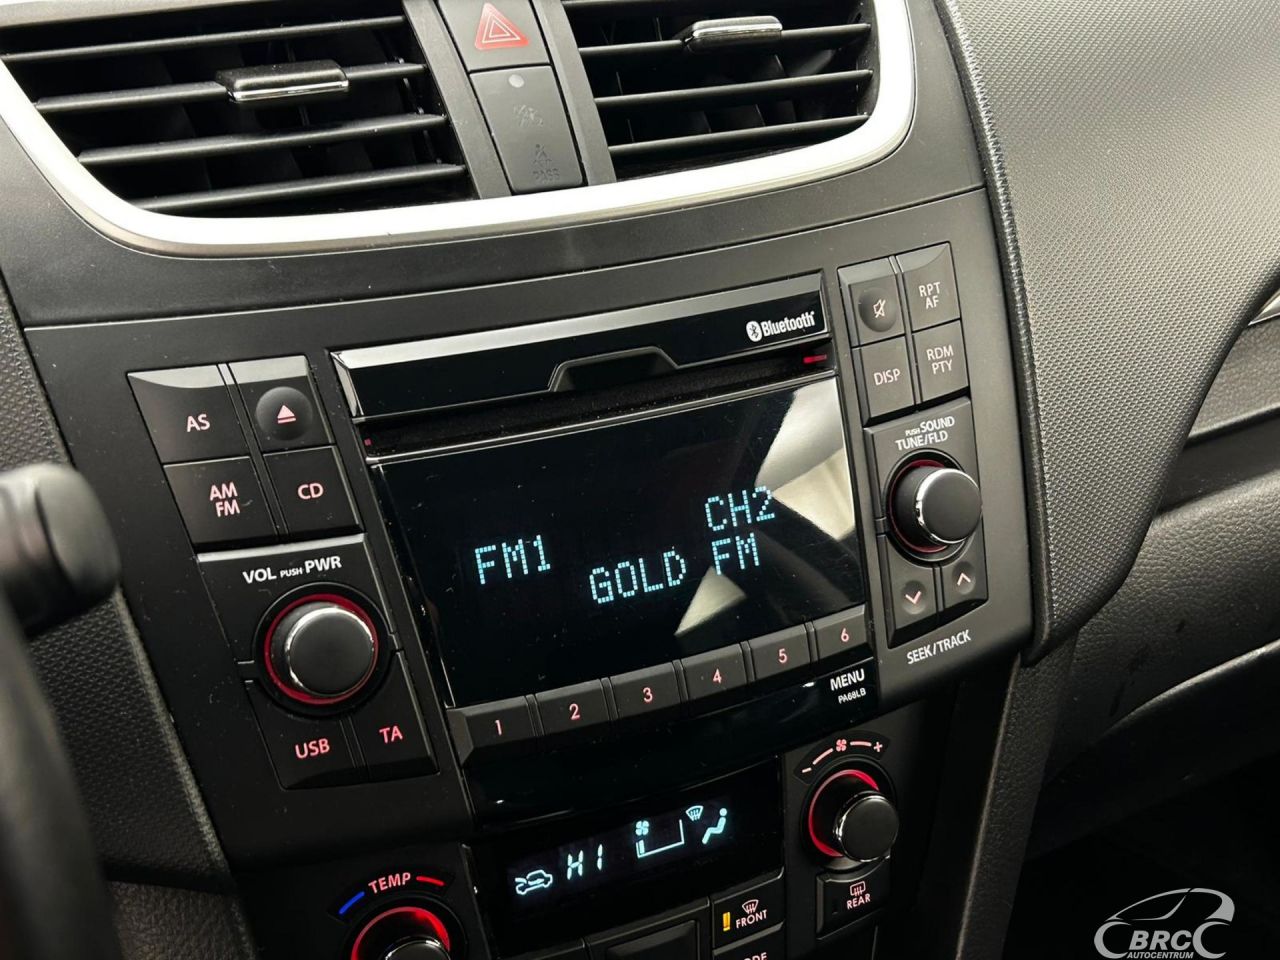 PASS
Bluetooth
RPT
AF
DISP
RDM
PTY
AS
AM
FM
CD
PUSH SOUND
TUNE/FLD
CH2
FM1
GOLD FM
VOL PUSH PWR
SEEK/TRACK
1
2
3
4
5
6
MENU
PA68LB
USB
TA
TEMP
- +
HI
FRONT
REAR
BRC
AUTOCENTRUM